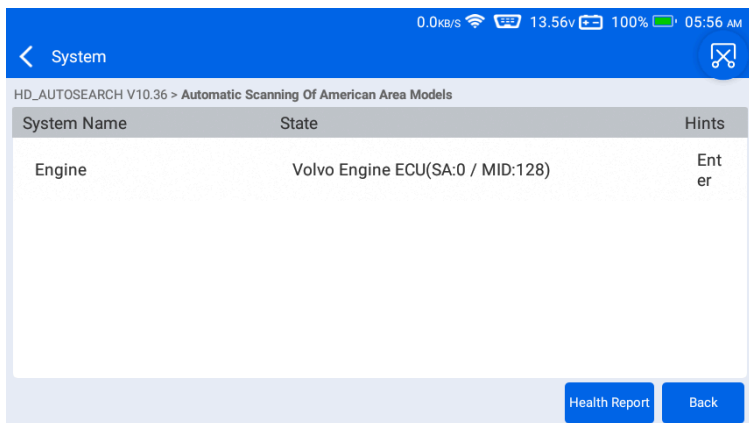 0.0KB/S 13.56V 100% 05:56 AM
System
HD_AUTOSEARCH V10.36 > Automatic Scanning Of American Area Models
System Name State Hints
Engine Volvo Engine ECU(SA:0 / MID:128) Ent
er
Health Report Back